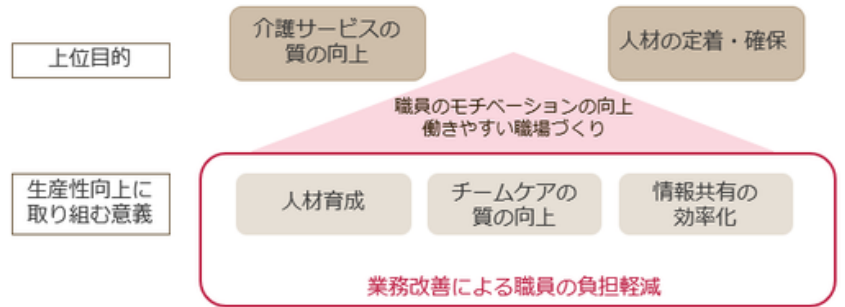 上位目的
介護サービスの
質の向上
人材の定着・確保
職員のモチベーションの向上
働きやすい職場づくり
生産性向上に
取り組む意義
人材育成
チームケアの
質の向上
情報共有の
効率化
業務改善による職員の負担軽減